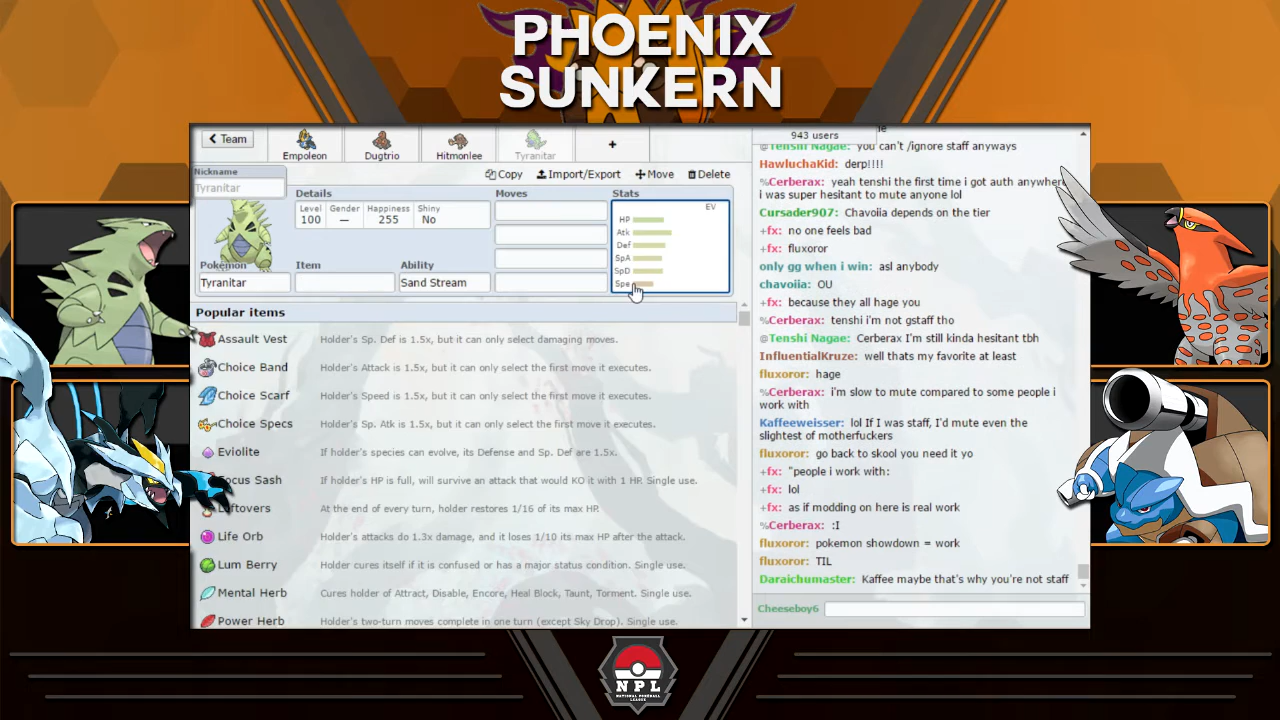 PHOENIX
SUNKERN
Team
Empoleon
Dugtrio
Hitmonlee
Tyranitar
+
Copy
Import/Export
Move
Delete
Nickname
Tyranitar
Details
Level Gender Happiness Shiny
100 — 255 No
Moves
Stats
EV
HP
Atk
Def
SpA
SpD
Spe
Pokémon
Tyranitar
Item
Ability
Sand Stream
Popular items
Assault Vest Holder's Sp. Def is 1.5x, but it can only select damaging moves.
Choice Band Holder's Attack is 1.5x, but it can only select the first move it executes.
Choice Scarf Holder's Speed is 1.5x, but it can only select the first move it executes.
Choice Specs Holder's Sp. Atk is 1.5x, but it can only select the first move it executes.
Eviolite If holder's species can evolve, its Defense and Sp. Def are 1.5x.
Focus Sash If holder's HP is full, will survive an attack that would KO it with 1 HP. Single use.
Leftovers At the end of every turn, holder restores 1/16 of its max HP.
Life Orb Holder's attacks do 1.3x damage, and it loses 1/10 its max HP after the attack.
Lum Berry Holder cures itself if it is confused or has a major status condition. Single use.
Mental Herb Cures holder of Attract, Disable, Encore, Heal Block, Taunt, Torment. Single use.
Power Herb Holder's two-turn moves complete in one turn (except Sky Drop). Single use.
943 users
@Tenshi Nagae: you can't /ignore staff anyways
HawluchaKid: derp!!!!
%Cerberax: yeah tenshi the first time i got auth anywhere
i was super hesitant to mute anyone lol
Cursader907: Chavoiia depends on the tier
+fx: no one feels bad
+fx: fluxoror
only gg when i win: asl anybody
chavoiia: OU
+fx: because they all hage you
%Cerberax: tenshi i'm not gstaff tho
@Tenshi Nagae: Cerberax I'm still kinda hesitant tbh
InfluentialKruze: well thats my favorite at least
fluxoror: hage
%Cerberax: i'm slow to mute compared to some people i
work with
Kaffeeweisser: lol If I was staff, I'd mute even the
slightest of motherfuckers
fluxoror: go back to skool you need it yo
+fx: "people i work with:
+fx: lol
+fx: as if modding on here is real work
%Cerberax: :I
fluxoror: pokemon showdown = work
fluxoror: TIL
Daraichumaster: Kaffee maybe that's why you're not staff
Cheeseboy6
NPL
NATIONAL POKEBALL
LEAGUE